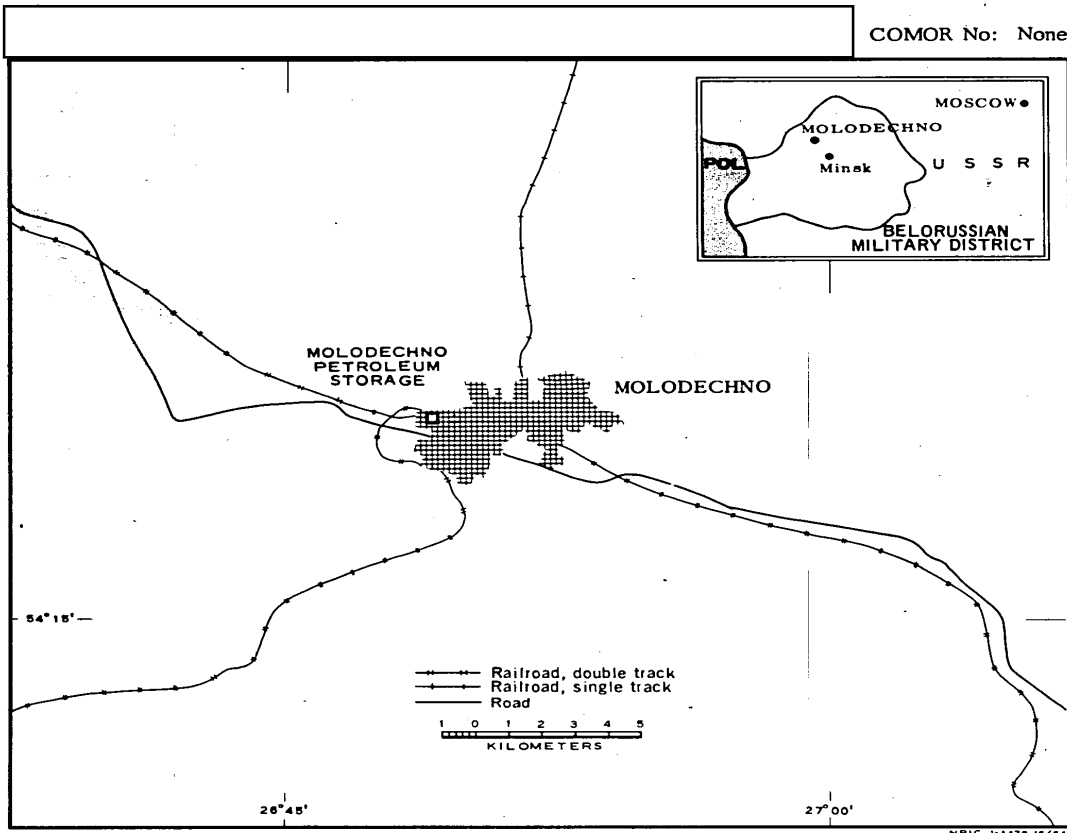 COMOR No: None
MOSCOW
MOLODECHNO
POL
Minsk
U S S R
BELORUSSIAN
MILITARY DISTRICT
MOLODECHNO
PETROLEUM
STORAGE
MOLODECHNO
54°15'
Railroad, double track
Railroad, single track
Road
1 0 1 2 3 4 5
KILOMETERS
26°45'
27°00'